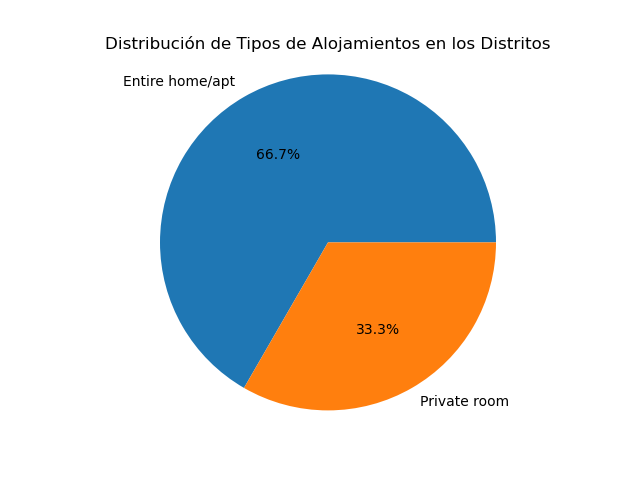 Distribución de Tipos de Alojamientos en los Distritos
Entire home/apt
66.7%
33.3%
Private room